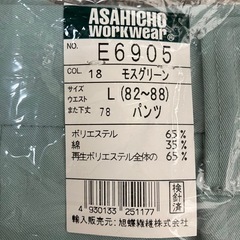 ASAHICHO
WORKWEAR
NO. E6905
COL. 18 モスグリーン
サイズ L (82~88)
ウエスト
また下丈 78 パンツ
ポリエステル 65%
綿 35%
再生ポリエステル全体の 65%
検針済
4 930133 251177
輸入販売元:旭蝶繊維株式会社